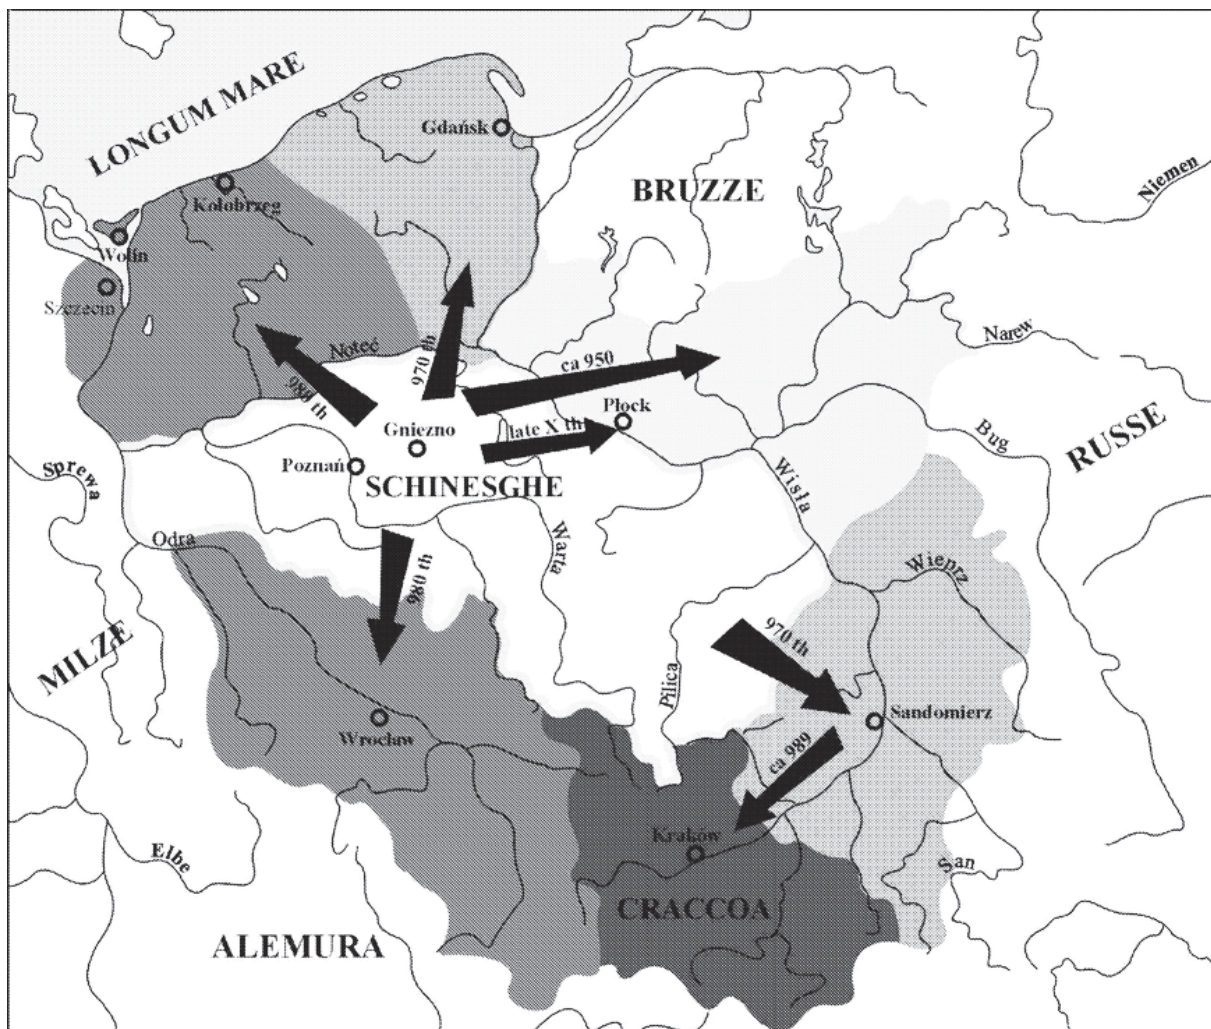 LONGUM MARE
Gdańsk
BRUZZE
Niemen
Kołobrzeg
Wolin
Szczecin
Noteć
970 th
ca 950
Narew
980 th
Gniezno
Płock
late X th
Bug
RUSSE
Sprewa
Poznań
SCHINESGHE
Wisła
Odra
Warta
980 th
Wieprz
MILZE
970 th
Pilica
Sandomierz
Wrocław
ca 989
Kraków
Elbe
San
CRACCOA
ALEMURA